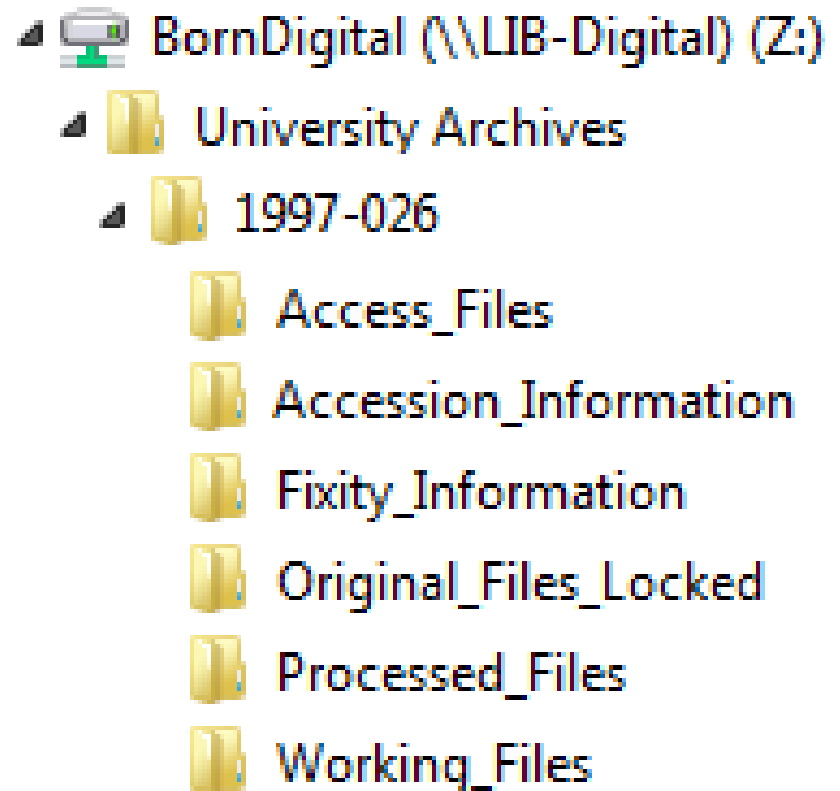 BornDigital (\\LIB-Digital) (Z:)
University Archives
1997-026
Access_Files
Accession_Information
Fixity_Information
Original_Files_Locked
Processed_Files
Working_Files